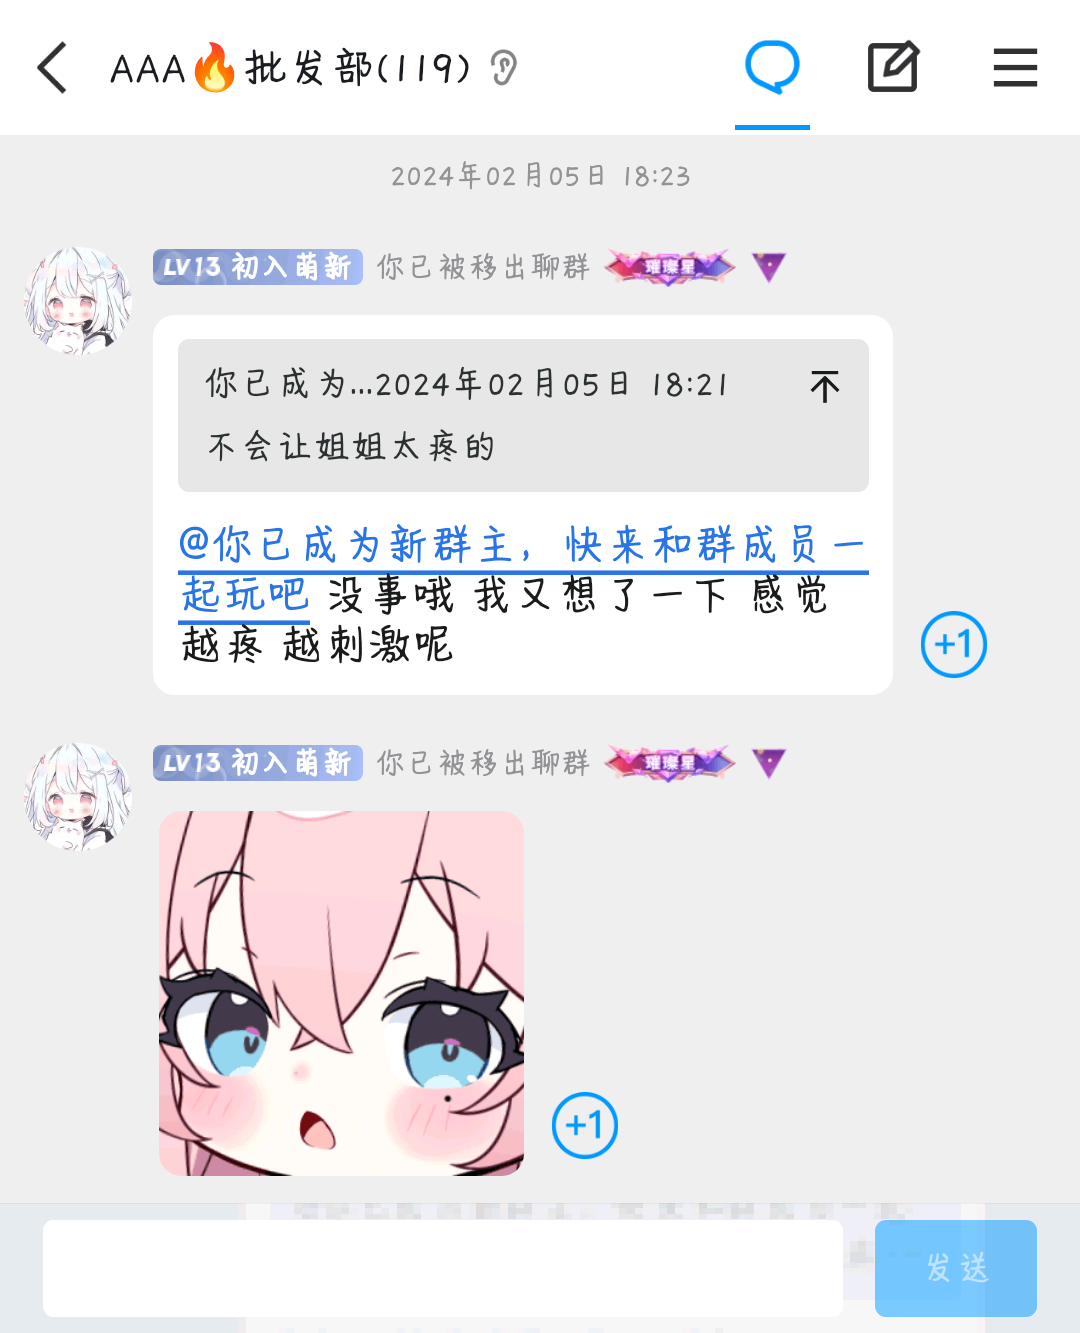 AAA🔥批发部(119)
2024年02月05日 18:23
LV13 初入萌新 你已被移出聊群 璀璨星
你已成为...2024年02月05日 18:21
不会让姐姐太疼的
@你已成为新群主，快来和群成员一
起玩吧 没事哦 我又想了一下 感觉
越疼 越刺激呢
+1
LV13 初入萌新 你已被移出聊群 璀璨星
+1
发送